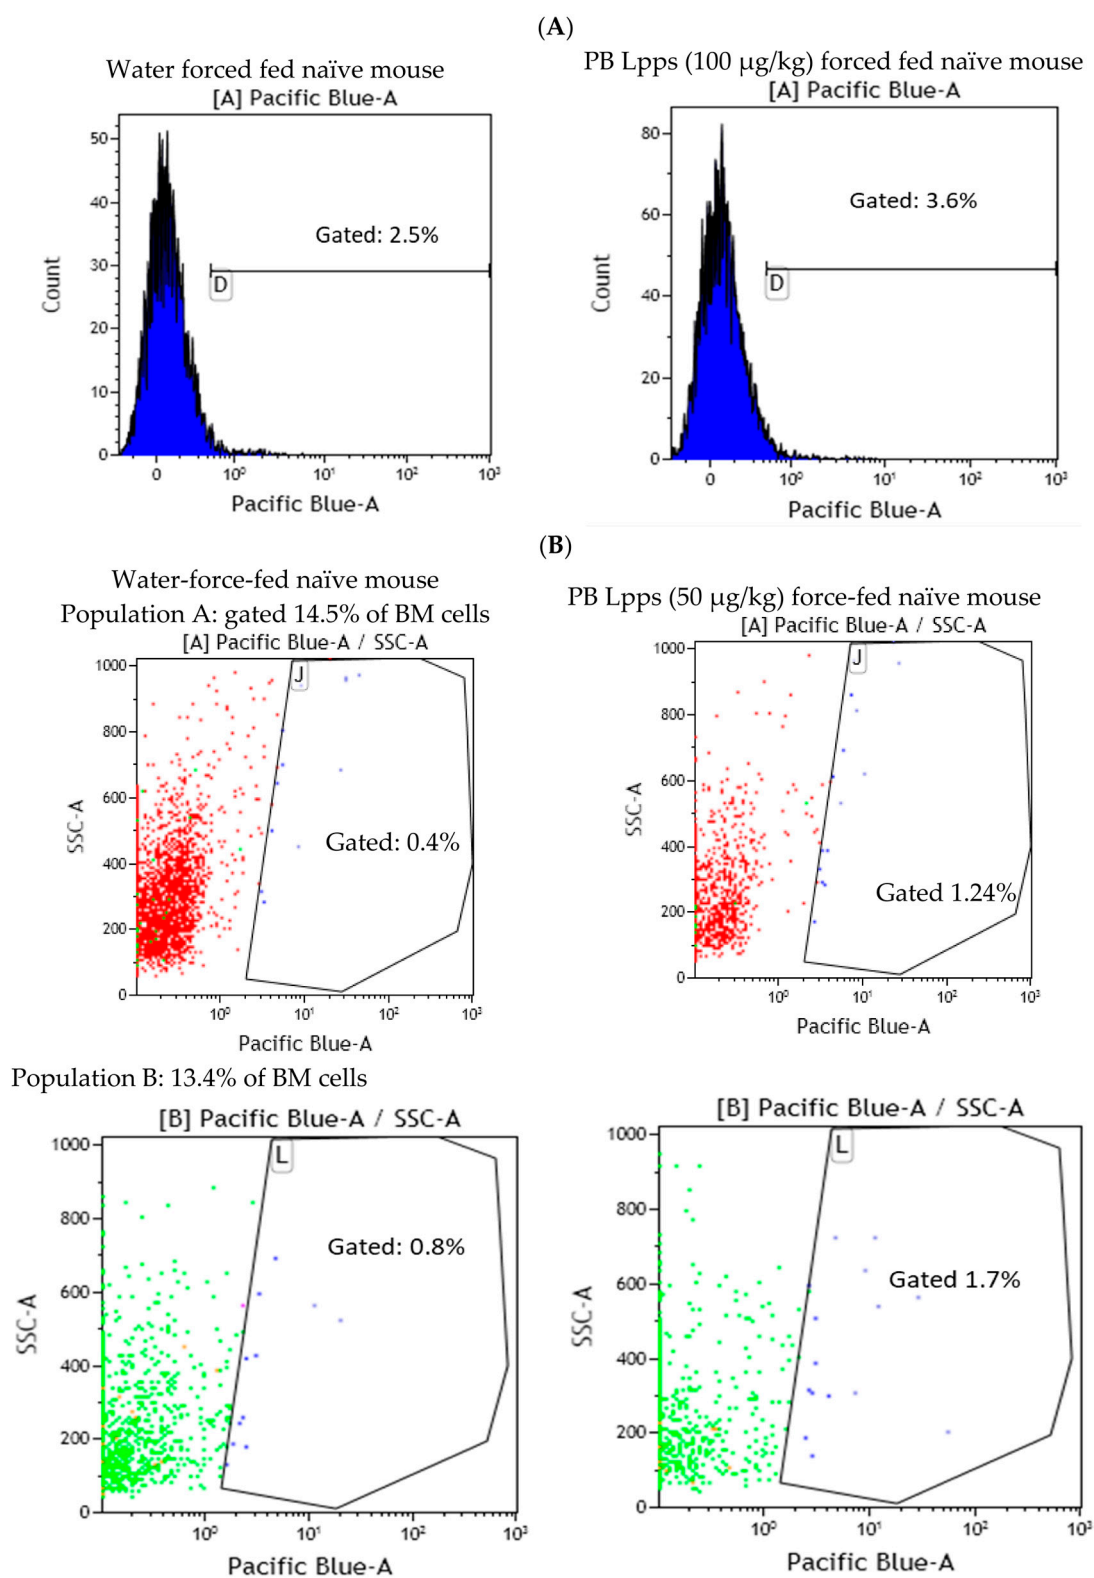 (A)
Water forced fed naïve mouse
[A] Pacific Blue-A
50
40
30
20
10
0
Count
Gated: 2.5%
D
0
10⁰
10¹
10²
10³
Pacific Blue-A
PB Lpps (100 µg/kg) forced fed naïve mouse
[A] Pacific Blue-A
80
60
40
20
0
Count
Gated: 3.6%
D
0
10⁰
10¹
10²
10³
Pacific Blue-A
(B)
Water-force-fed naïve mouse
Population A: gated 14.5% of BM cells
[A] Pacific Blue-A / SSC-A
1000
800
600
400
200
0
SSC-A
J
Gated: 0.4%
10⁰
10¹
10²
10³
Pacific Blue-A
PB Lpps (50 µg/kg) force-fed naïve mouse
[A] Pacific Blue-A / SSC-A
1000
800
600
400
200
0
SSC-A
J
Gated 1.24%
10⁰
10¹
10²
10³
Pacific Blue-A
Population B: 13.4% of BM cells
[B] Pacific Blue-A / SSC-A
1000
800
600
400
200
0
SSC-A
L
Gated: 0.8%
10⁰
10¹
10²
10³
Pacific Blue-A
[B] Pacific Blue-A / SSC-A
1000
800
600
400
200
0
SSC-A
L
Gated 1.7%
10⁰
10¹
10²
10³
Pacific Blue-A